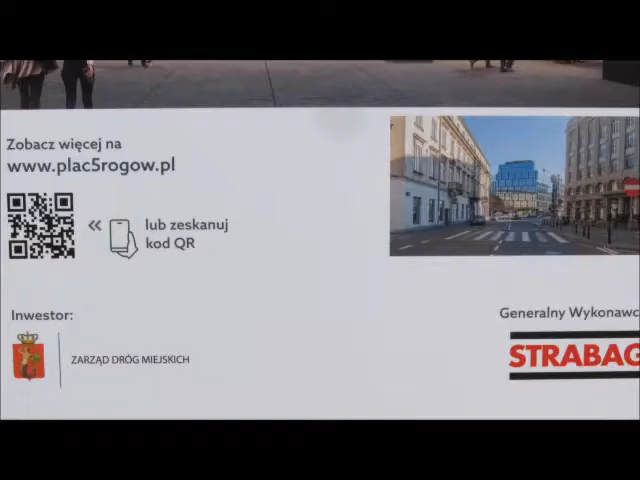 Zobacz więcej na
www.plac5rogow.pl
« lub zeskanuj
kod QR
Inwestor:
ZARZĄD DRÓG MIEJSKICH
Generalny Wykonawc
STRABAG